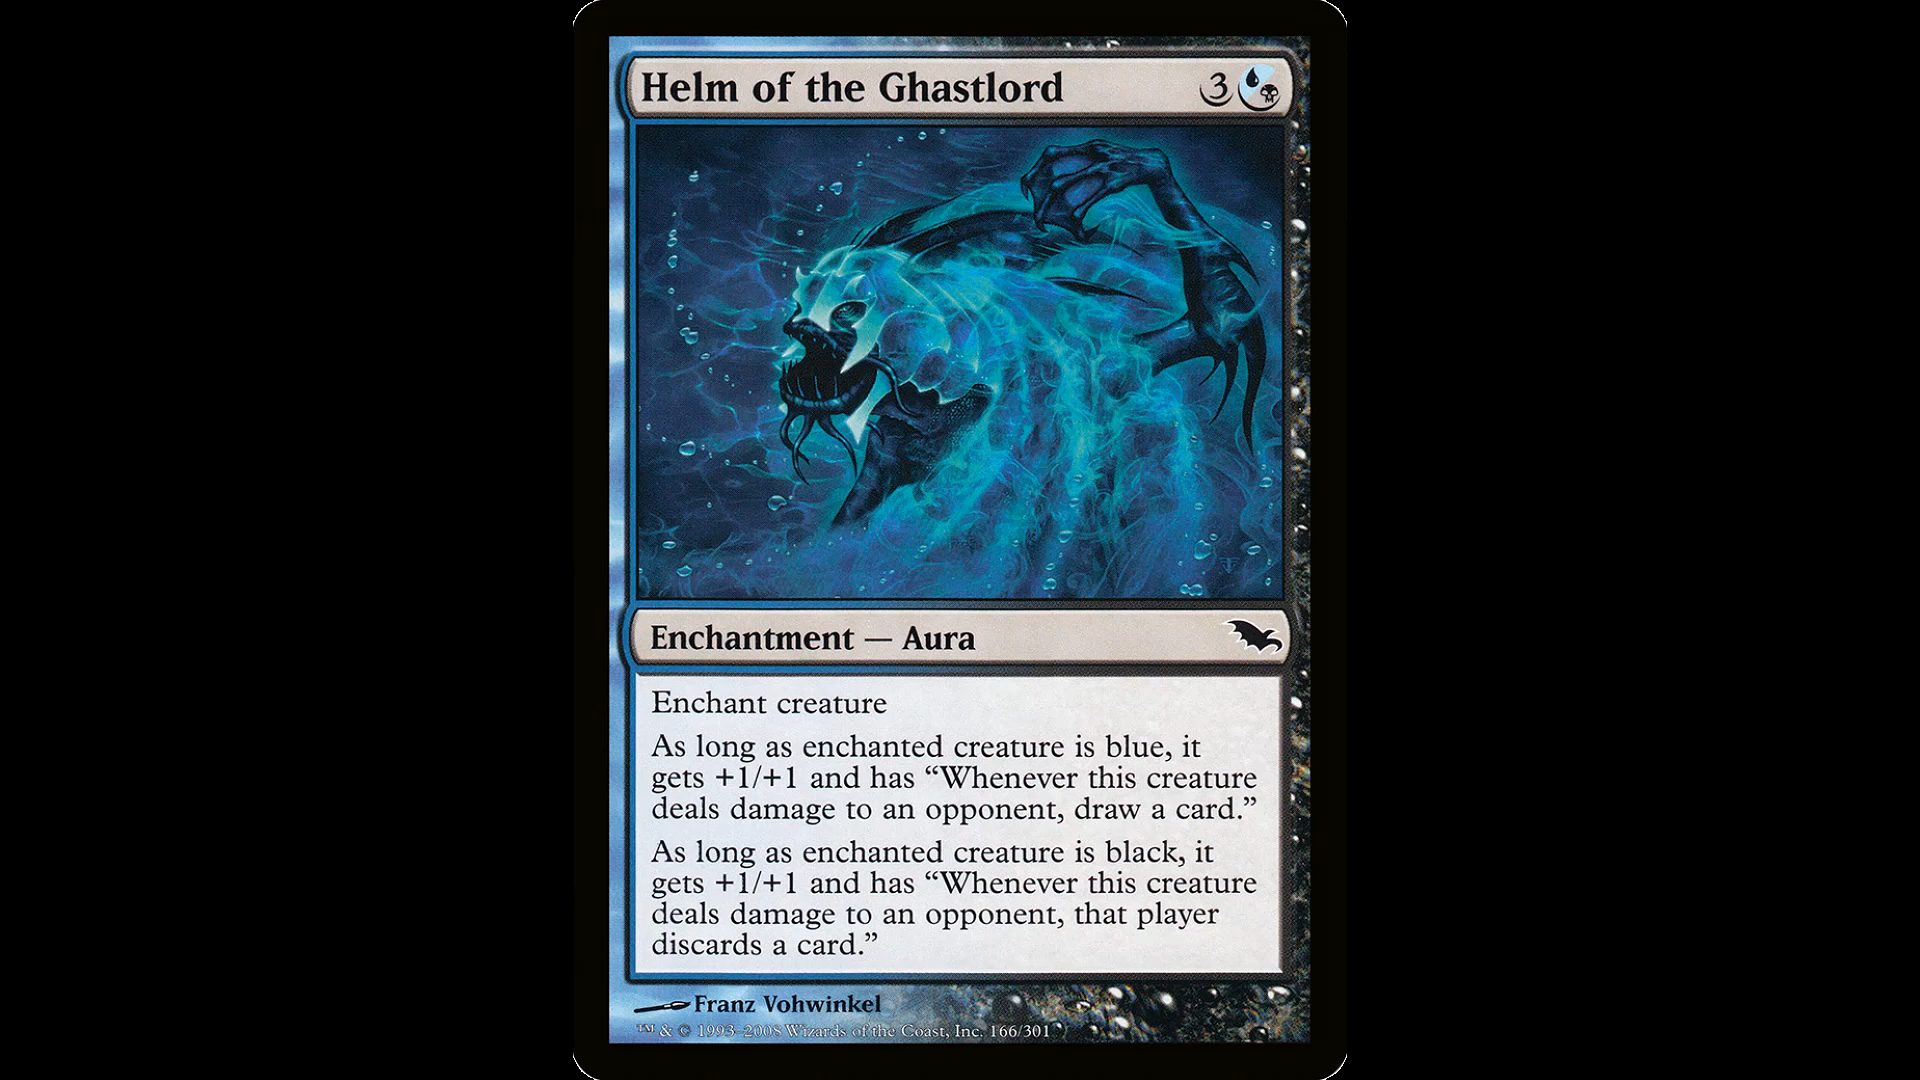 Helm of the Ghastlord 3
Enchantment — Aura
Enchant creature
As long as enchanted creature is blue, it
gets +1/+1 and has “Whenever this creature
deals damage to an opponent, draw a card.”
As long as enchanted creature is black, it
gets +1/+1 and has “Whenever this creature
deals damage to an opponent, that player
discards a card.”
Franz Vohwinkel
™ & © 1993–2008 Wizards of the Coast, Inc. 166/301